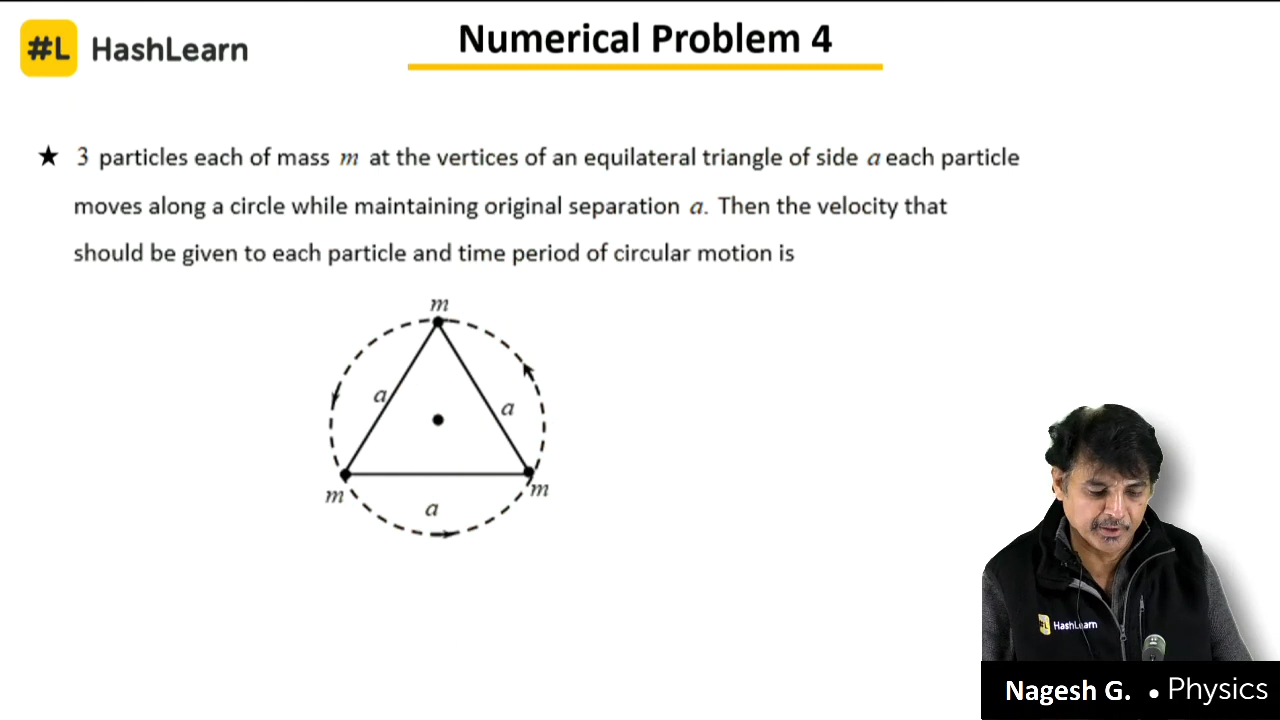 #L HashLearn
Numerical Problem 4
★ 3 particles each of mass m at the vertices of an equilateral triangle of side a each particle
moves along a circle while maintaining original separation a. Then the velocity that
should be given to each particle and time period of circular motion is
m
a
a
m
m
a
#L HashLearn
Nagesh G. • Physics